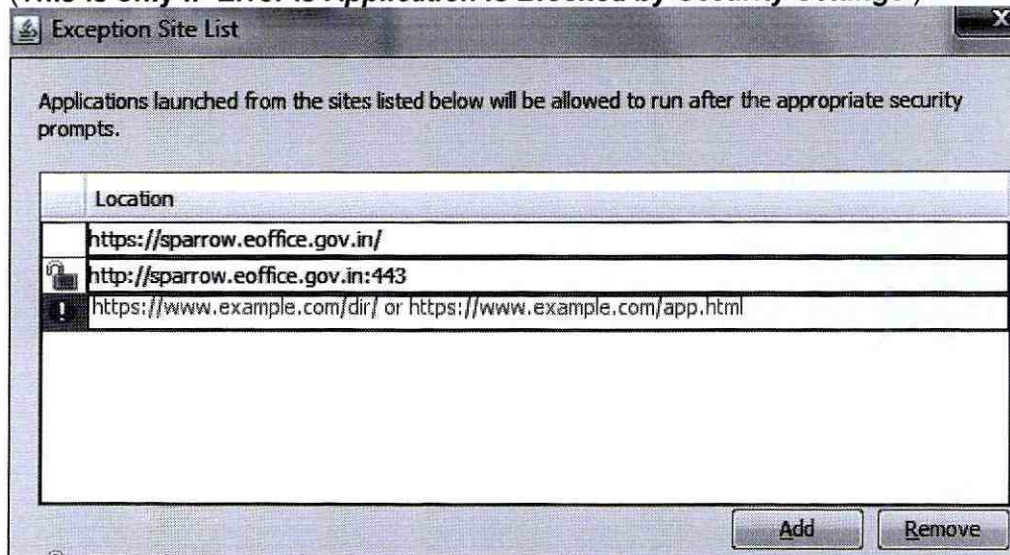 (This is only if "Error is Application is Blocked by Security Settings")
Exception Site List
X
Applications launched from the sites listed below will be allowed to run after the appropriate security
prompts.
Location
https://sparrow.eoffice.gov.in/
http://sparrow.eoffice.gov.in:443
https://www.example.com/dir/ or https://www.example.com/app.html
Add
Remove